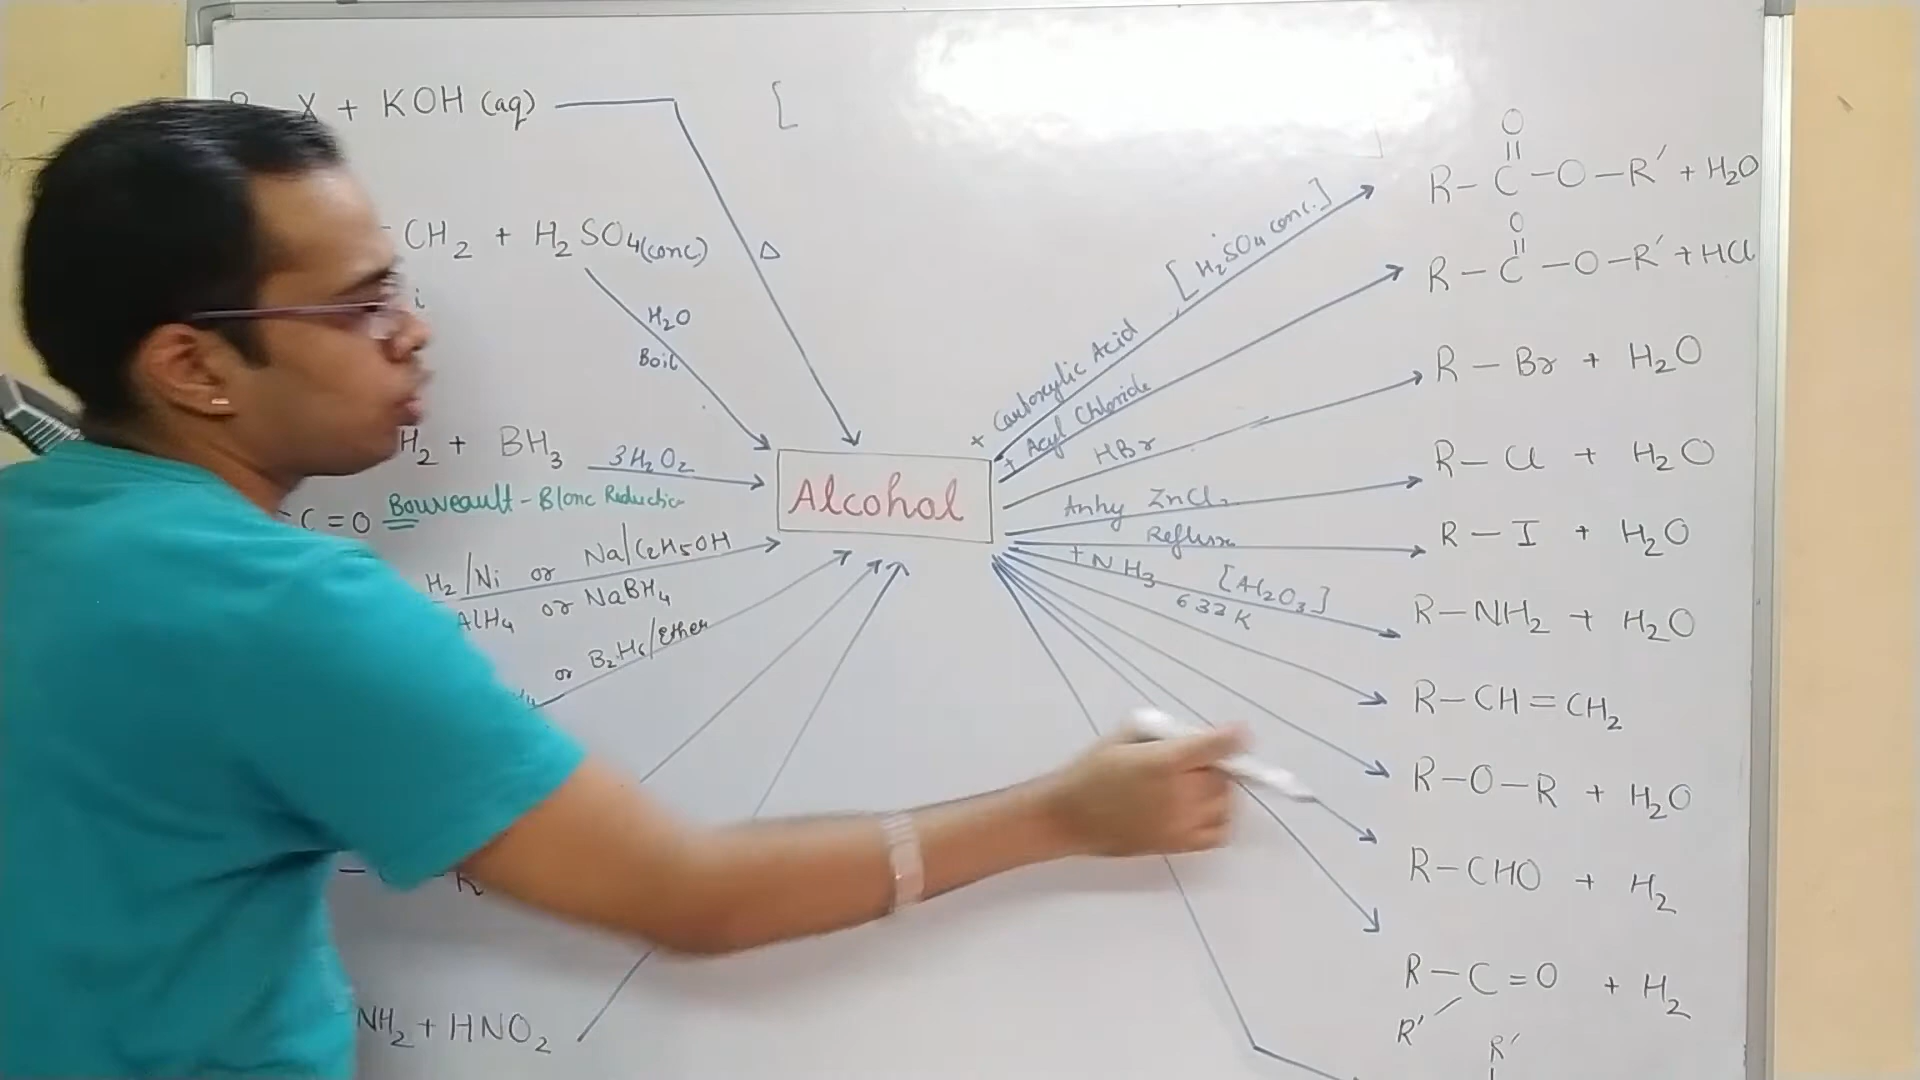 X + KOH (aq)
Δ
CH2 + H2SO4(conc)
H2O
Boil
H2 + BH3
3H2O2
C=O
Bouveault-Blanc Reduction
H2/Ni or Na/C2H5OH
AlH4 or NaBH4
or B2H6/Ether
NH2 + HNO2
Alcohol
+ Carboxylic Acid [H2SO4 conc.]
O
||
R-C-O-R' + H2O
+ Acyl Chloride
O
||
R-C-O-R' + HCl
HBr
R-Br + H2O
Anhy ZnCl2
R-Cl + H2O
Reflux
R-I + H2O
+NH3 [Al2O3]
633K
R-NH2 + H2O
R-CH=CH2
R-O-R + H2O
R-CHO + H2
R-C=O + H2
R'
R'